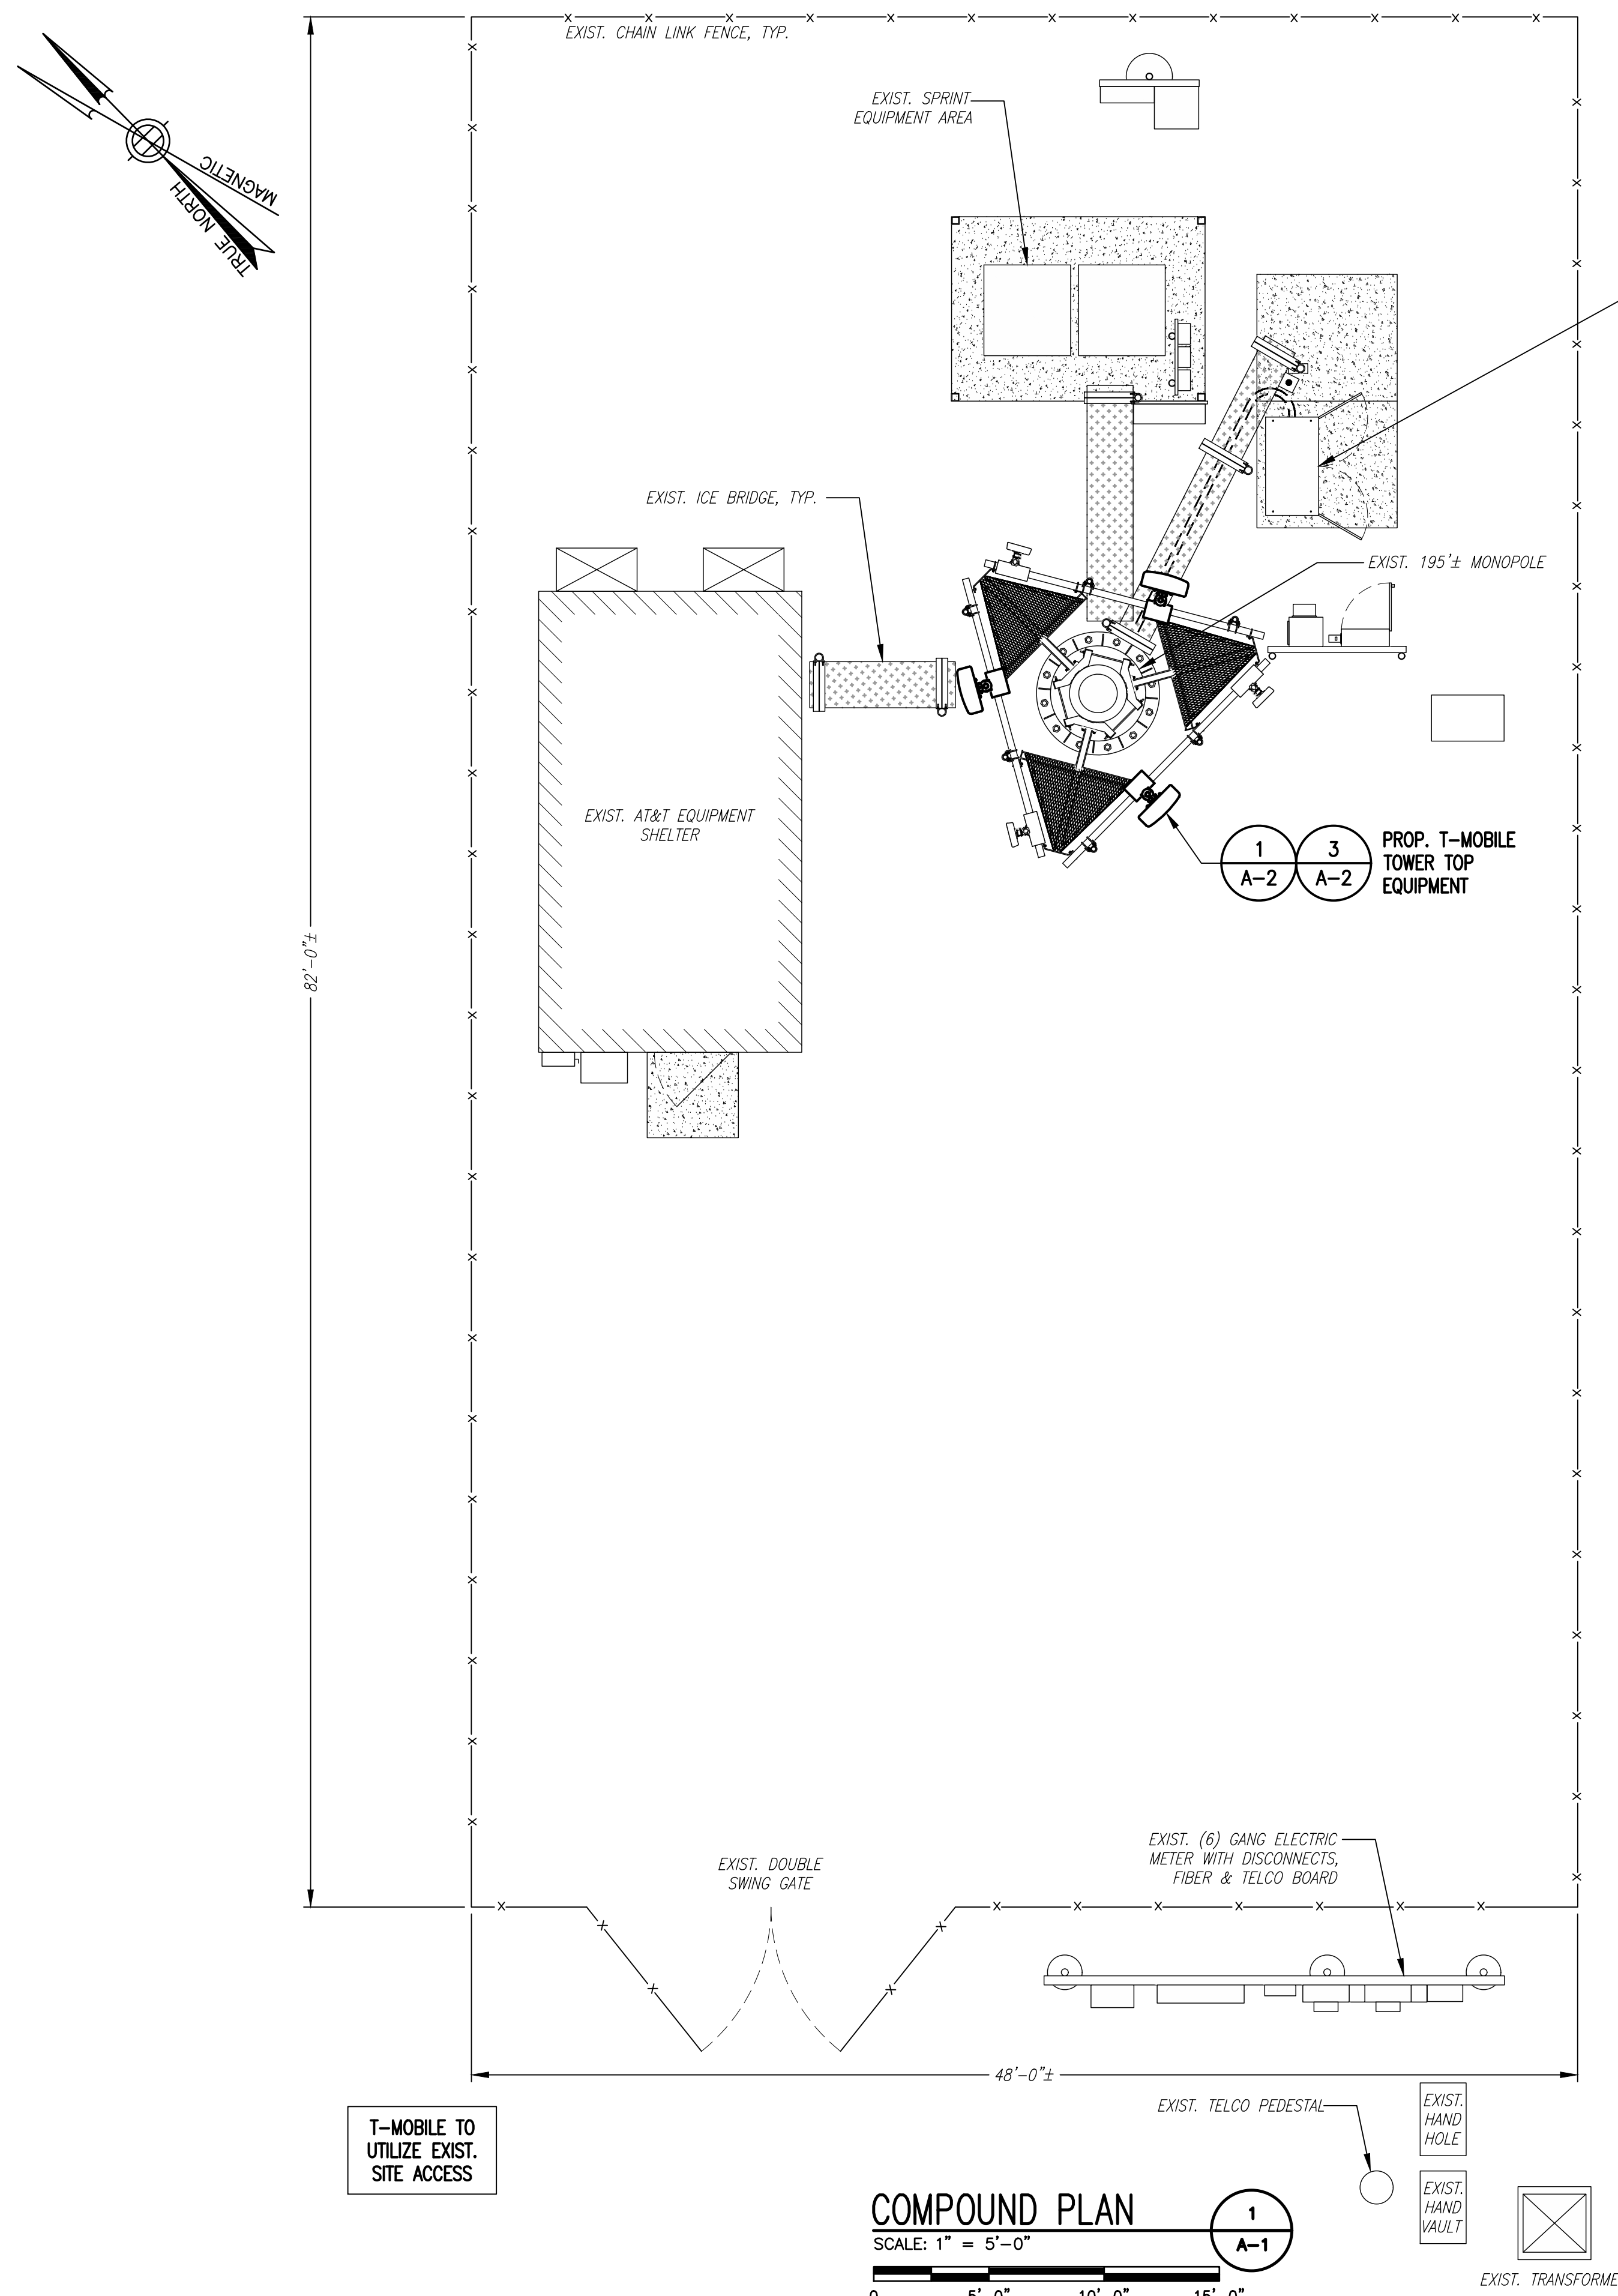 EXIST. CHAIN LINK FENCE, TYP.
EXIST. SPRINT
EQUIPMENT AREA
MAGNETIC
TRUE NORTH
EXIST. ICE BRIDGE, TYP.
EXIST. 195'± MONOPOLE
EXIST. AT&T EQUIPMENT
SHELTER
1
A-2
3
A-2
PROP. T-MOBILE
TOWER TOP
EQUIPMENT
82'-0"±
EXIST. (6) GANG ELECTRIC
METER WITH DISCONNECTS,
FIBER & TELCO BOARD
EXIST. DOUBLE
SWING GATE
48'-0"±
EXIST. TELCO PEDESTAL
EXIST.
HAND
HOLE
T-MOBILE TO
UTILIZE EXIST.
SITE ACCESS
EXIST.
HAND
VAULT
COMPOUND PLAN
1
A-1
SCALE: 1" = 5'-0"
0 5'-0" 10'-0" 15'-0"
EXIST. TRANSFORME